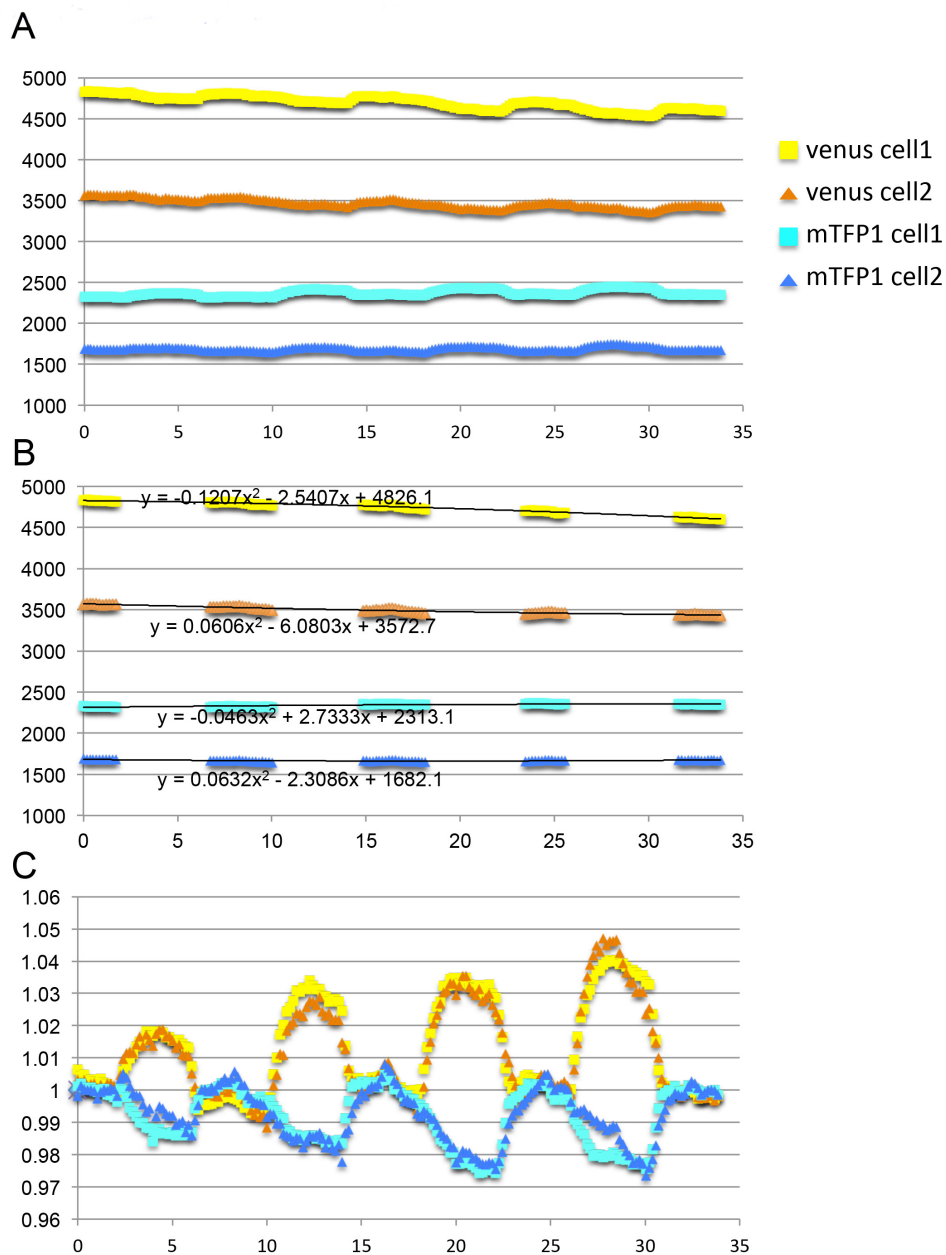 A
5000
4500
4000
3500
3000
2500
2000
1500
1000
0 5 10 15 20 25 30 35
venus cell1
venus cell2
mTFP1 cell1
mTFP1 cell2
B
5000
4500
4000
3500
3000
2500
2000
1500
1000
y = -0.1207x² - 2.5407x + 4826.1
y = 0.0606x² - 6.0803x + 3572.7
y = -0.0463x² + 2.7333x + 2313.1
y = 0.0632x² - 2.3086x + 1682.1
0 5 10 15 20 25 30 35
C
1.06
1.05
1.04
1.03
1.02
1.01
1
0.99
0.98
0.97
0.96
0 5 10 15 20 25 30 35